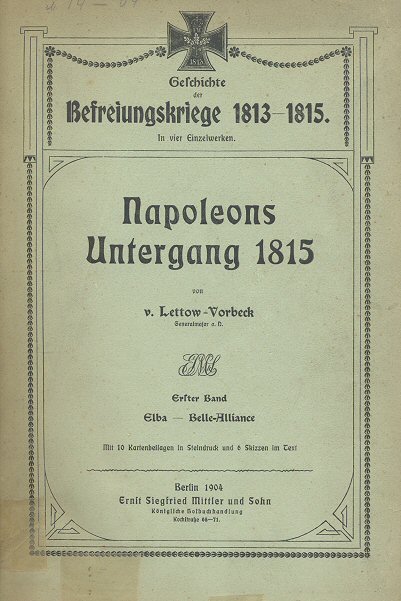 1813
Geschichte
der
Befreiungskriege 1813—1815.
In vier Einzelwerken.
Napoleons
Untergang 1815
von
v. Lettow-Vorbeck
Generalmajor a. D.
Erster Band
Elba — Belle-Alliance
Mit 10 Kartenbeilagen in Steindruck und 6 Skizzen im Text
Berlin 1904
Ernst Siegfried Mittler und Sohn
Königliche Hofbuchhandlung
Kochstraße 68—71.